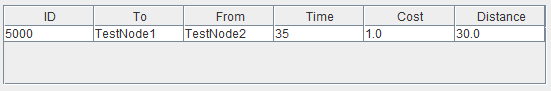 ID To From Time Cost Distance
5000 TestNode1 TestNode2 35 1.0 30.0